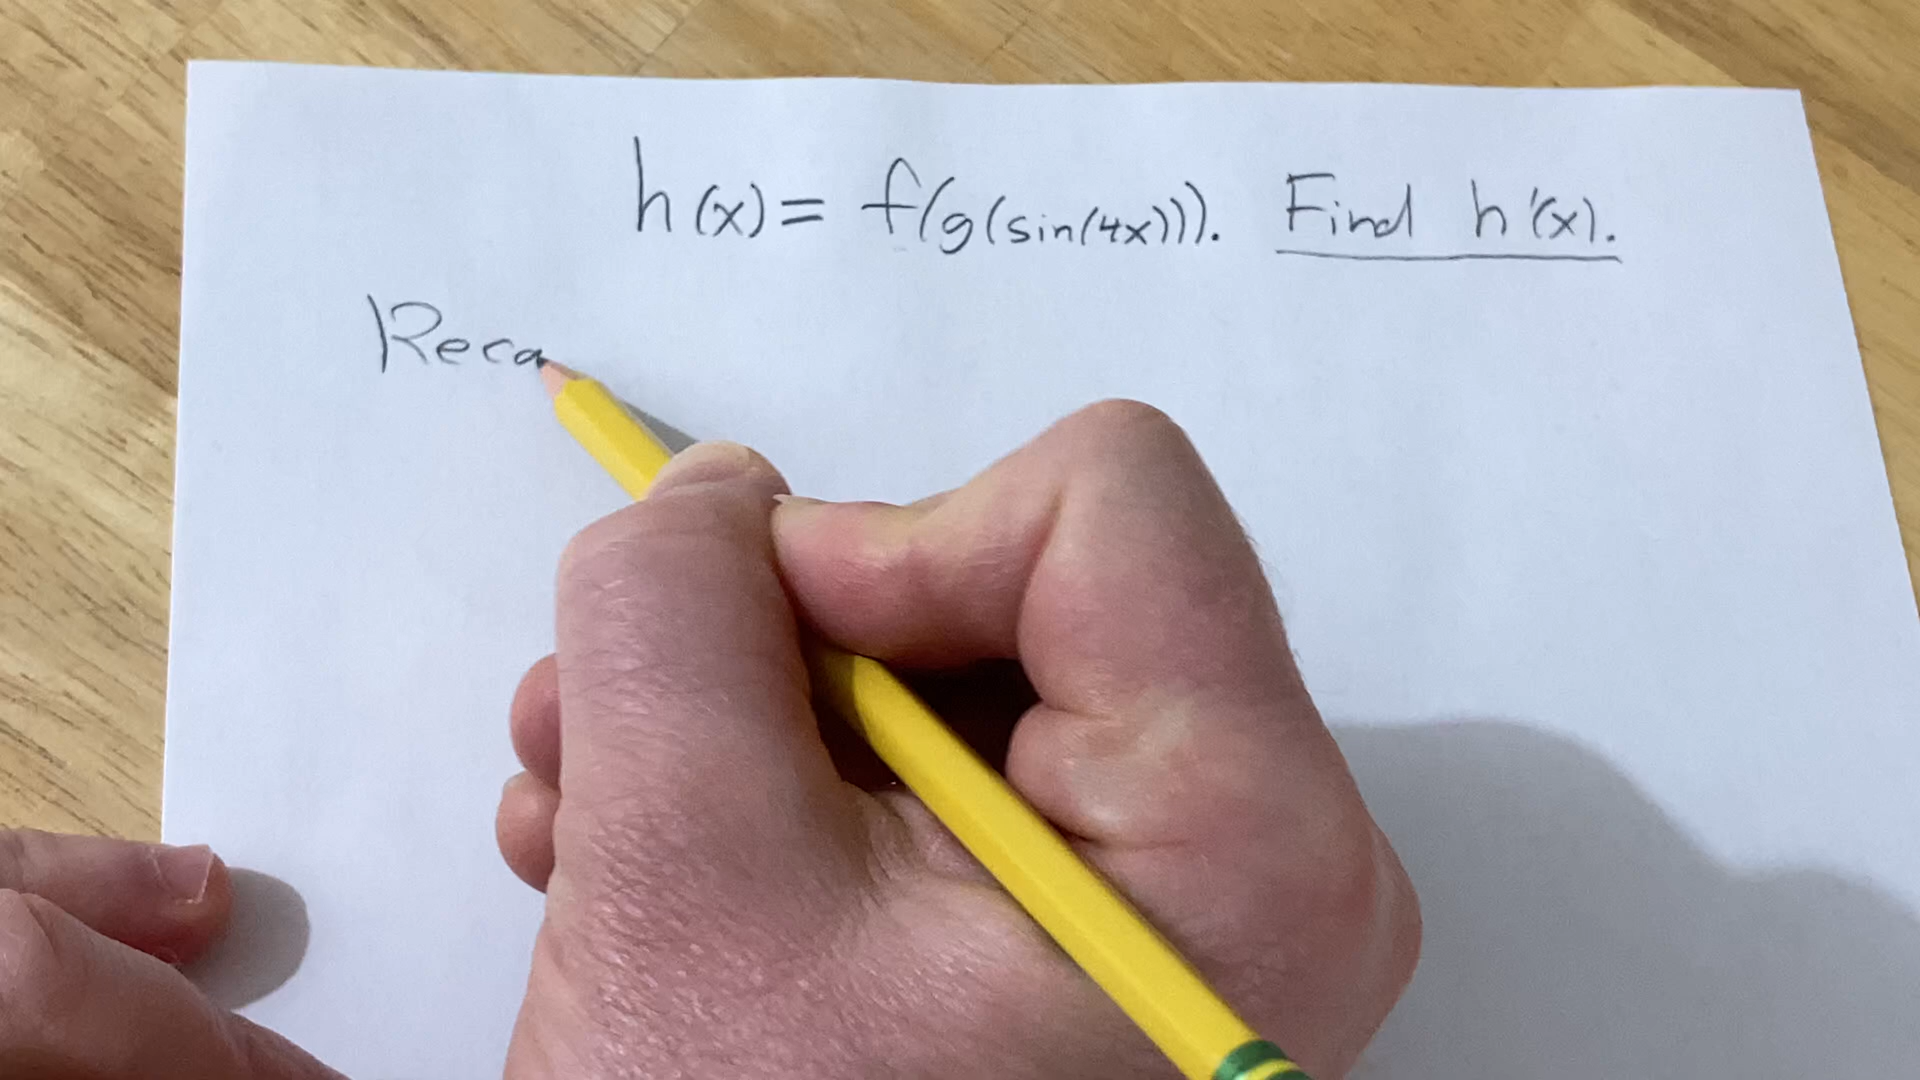 h(x) = f(g(sin(4x))). Find h'(x).
Reca